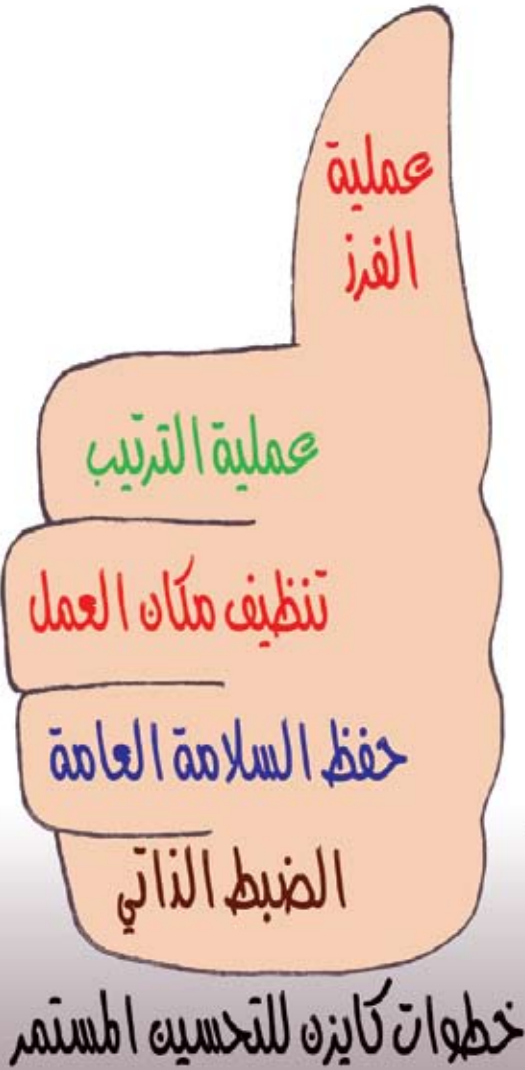 عملية
الفرز
عملية الترتيب
تنظيف مكان العمل
حفظ السلامة العامة
الضبط الذاتي
خطوات كايزن للتحسين المستمر